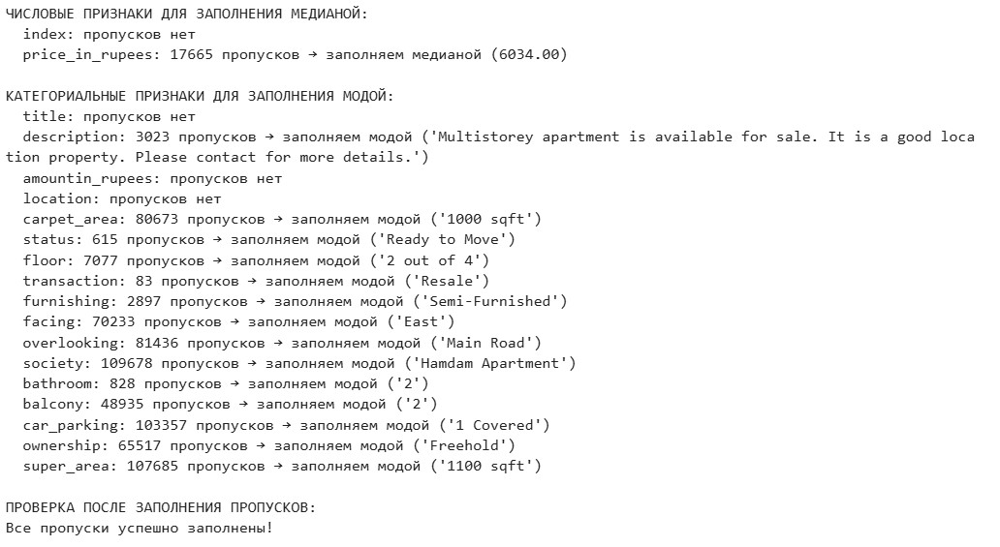 ЧИСЛОВЫЕ ПРИЗНАКИ ДЛЯ ЗАПОЛНЕНИЯ МЕДИАНОЙ:
index: пропусков нет
price_in_rupees: 17665 пропусков → заполняем медианой (6034.00)
КАТЕГОРИАЛЬНЫЕ ПРИЗНАКИ ДЛЯ ЗАПОЛНЕНИЯ МОДОЙ:
title: пропусков нет
description: 3023 пропусков → заполняем модой ('Multistorey apartment is available for sale. It is a good loca
tion property. Please contact for more details.')
amountin_rupees: пропусков нет
location: пропусков нет
carpet_area: 80673 пропусков → заполняем модой ('1000 sqft')
status: 615 пропусков → заполняем модой ('Ready to Move')
floor: 7077 пропусков → заполняем модой ('2 out of 4')
transaction: 83 пропусков → заполняем модой ('Resale')
furnishing: 2897 пропусков → заполняем модой ('Semi-Furnished')
facing: 70233 пропусков → заполняем модой ('East')
overlooking: 81436 пропусков → заполняем модой ('Main Road')
society: 109678 пропусков → заполняем модой ('Hamdam Apartment')
bathroom: 828 пропусков → заполняем модой ('2')
balcony: 48935 пропусков → заполняем модой ('2')
car_parking: 103357 пропусков → заполняем модой ('1 Covered')
ownership: 65517 пропусков → заполняем модой ('Freehold')
super_area: 107685 пропусков → заполняем модой ('1100 sqft')
ПРОВЕРКА ПОСЛЕ ЗАПОЛНЕНИЯ ПРОПУСКОВ:
Все пропуски успешно заполнены!